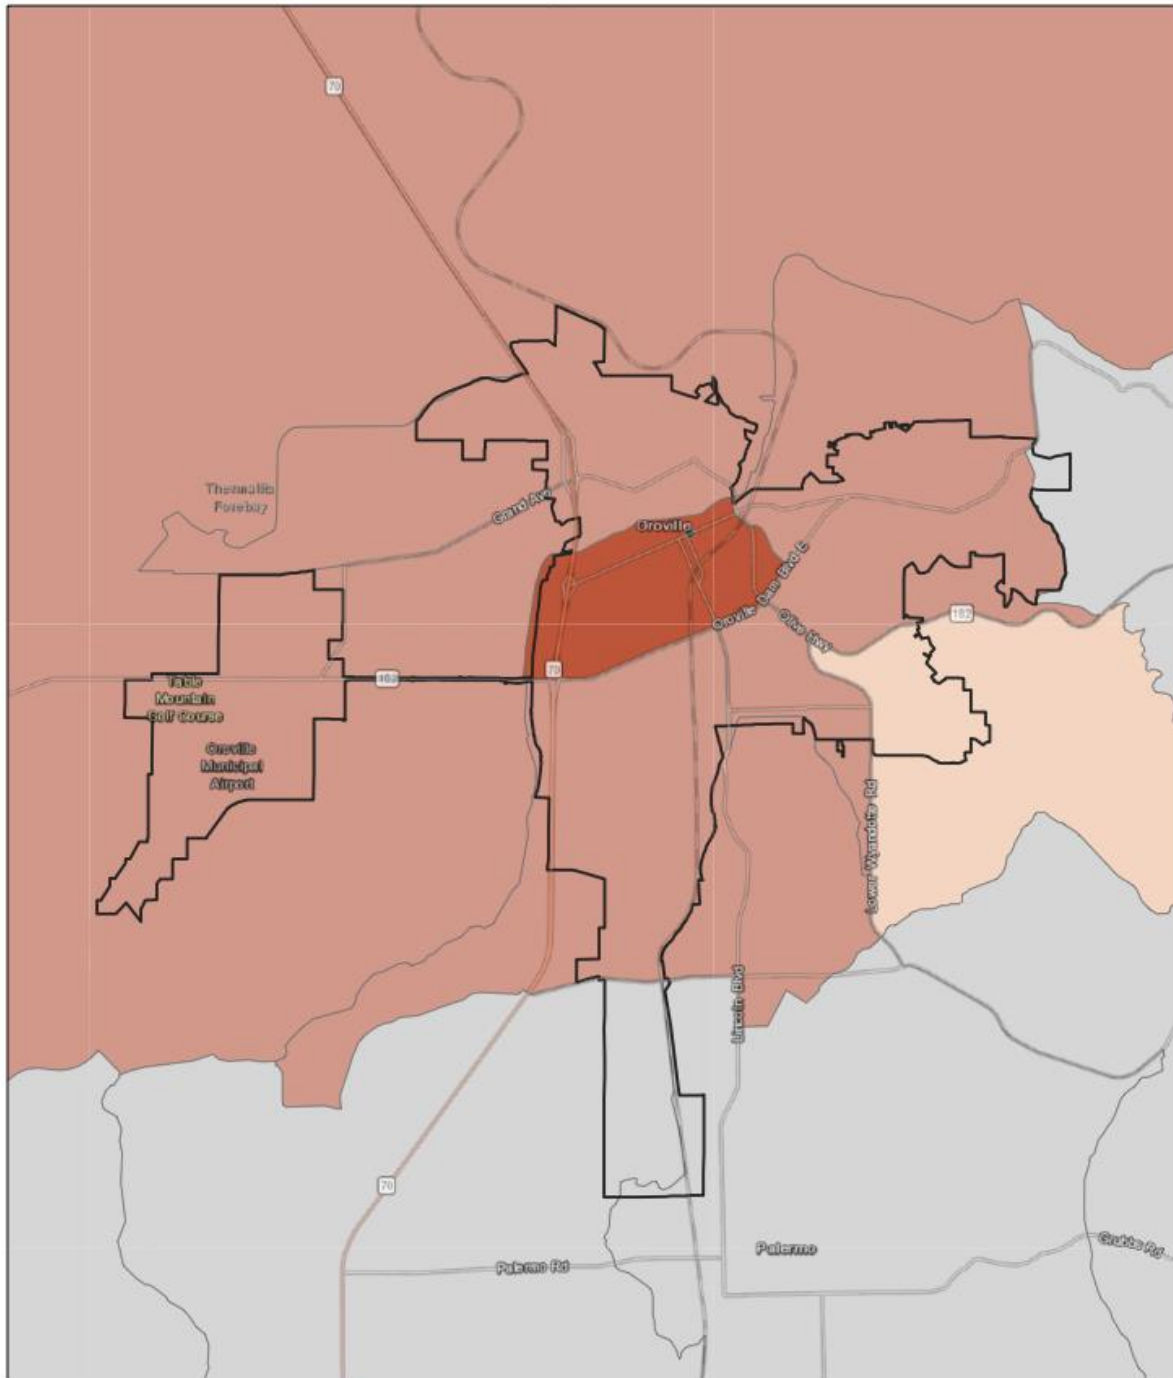 70
Thermalito
Forebay
Grand Ave
Oroville
Oroville Dam Blvd E
Olive Hwy
162
70
162
Table
Mountain
Golf Course
Oroville
Municipal
Airport
Lower Wyandotte Rd
Lincoln Blvd
70
Palermo
Grubbs Rd
Palermo Rd